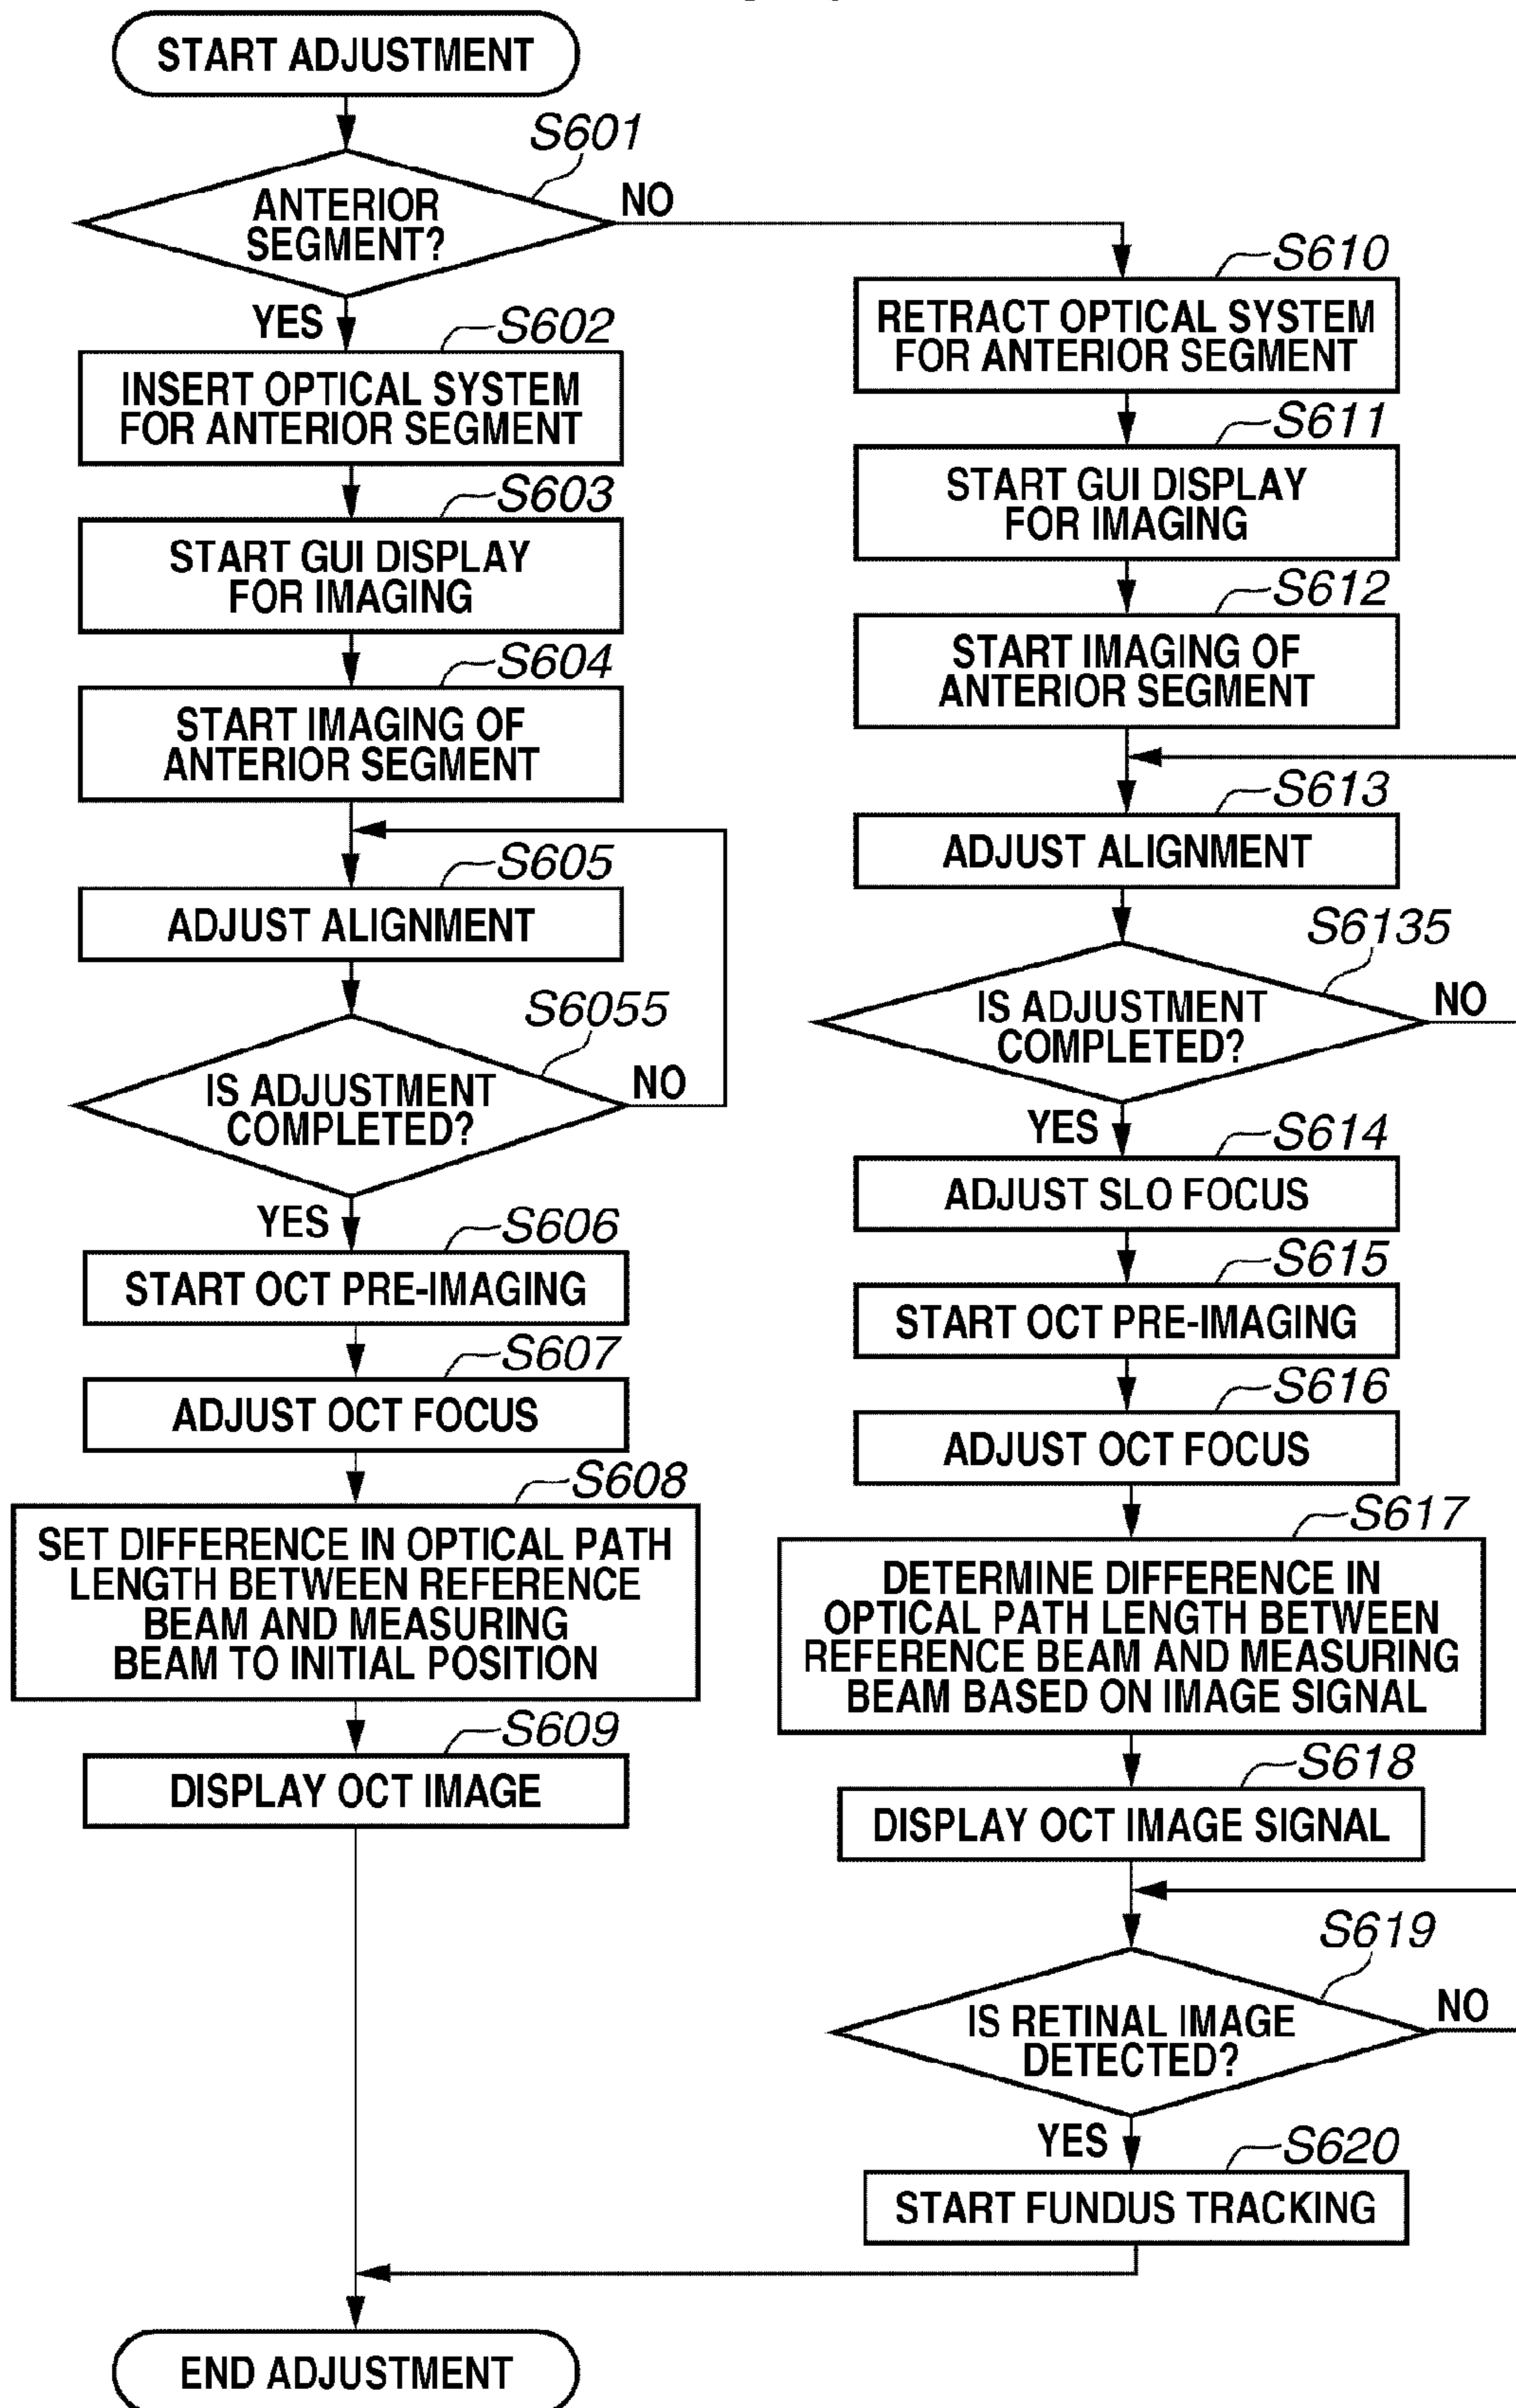 START ADJUSTMENT
S601
ANTERIOR
SEGMENT?
NO
YES
S602
INSERT OPTICAL SYSTEM
FOR ANTERIOR SEGMENT
S603
START GUI DISPLAY
FOR IMAGING
S604
START IMAGING OF
ANTERIOR SEGMENT
S605
ADJUST ALIGNMENT
S6055
IS ADJUSTMENT
COMPLETED?
NO
YES
S606
START OCT PRE-IMAGING
S607
ADJUST OCT FOCUS
S608
SET DIFFERENCE IN OPTICAL PATH
LENGTH BETWEEN REFERENCE
BEAM AND MEASURING
BEAM TO INITIAL POSITION
S609
DISPLAY OCT IMAGE
S610
RETRACT OPTICAL SYSTEM
FOR ANTERIOR SEGMENT
S611
START GUI DISPLAY
FOR IMAGING
S612
START IMAGING OF
ANTERIOR SEGMENT
S613
ADJUST ALIGNMENT
S6135
IS ADJUSTMENT
COMPLETED?
NO
YES
S614
ADJUST SLO FOCUS
S615
START OCT PRE-IMAGING
S616
ADJUST OCT FOCUS
S617
DETERMINE DIFFERENCE IN
OPTICAL PATH LENGTH BETWEEN
REFERENCE BEAM AND MEASURING
BEAM BASED ON IMAGE SIGNAL
S618
DISPLAY OCT IMAGE SIGNAL
S619
IS RETINAL IMAGE
DETECTED?
NO
YES
S620
START FUNDUS TRACKING
END ADJUSTMENT